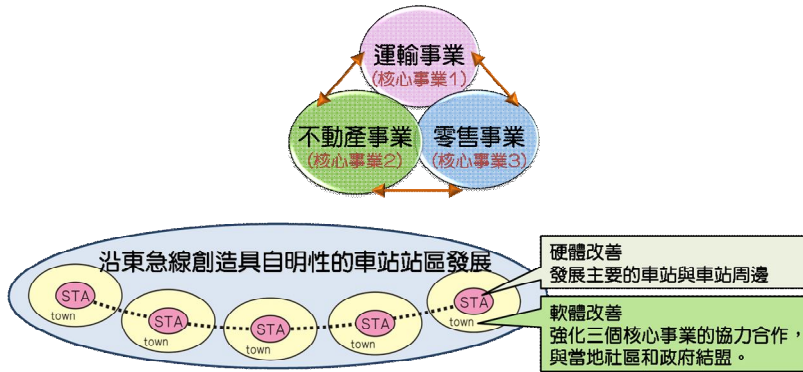 運輸事業
(核心事業1)
不動產事業
(核心事業2)
零售事業
(核心事業3)
沿東急線創造具自明性的車站站區發展
STA
town
STA
town
STA
town
STA
town
STA
town
硬體改善
發展主要的車站與車站周邊
軟體改善
強化三個核心事業的協力合作，
與當地社區和政府結盟。